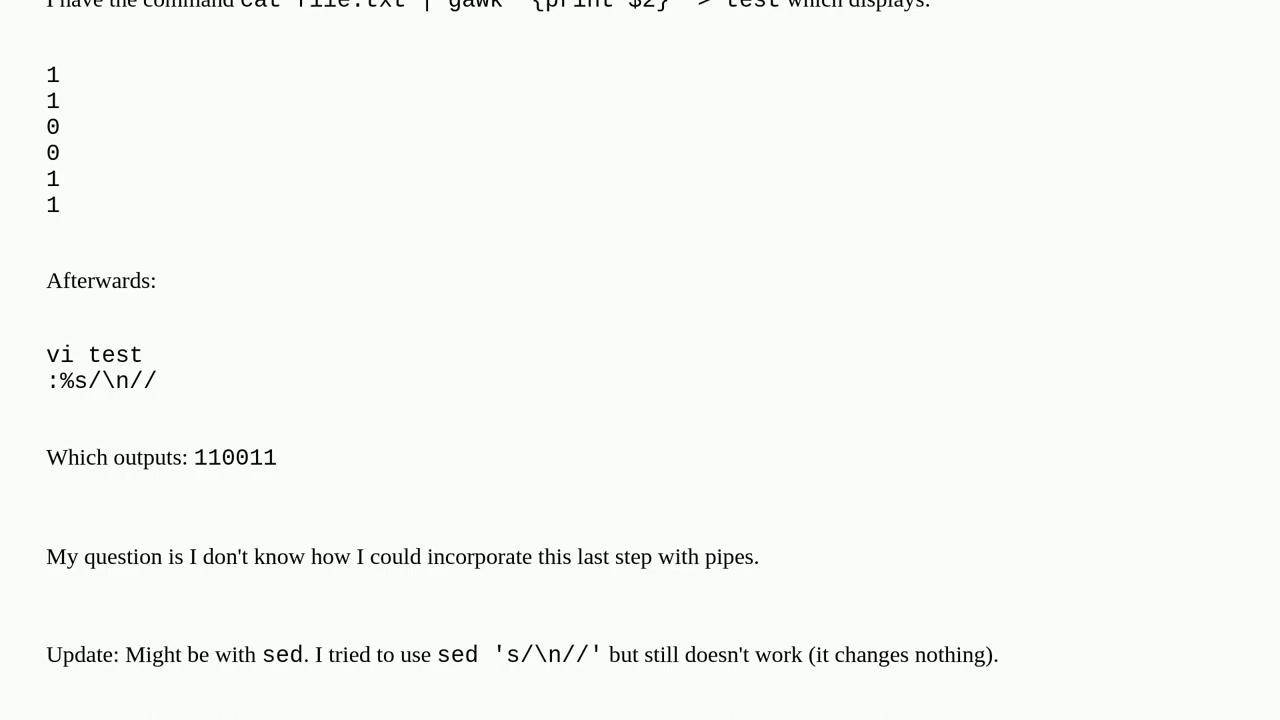 I have the command cat file.txt | gawk '{print $2}' > test which displays:
1
1
0
0
1
1
Afterwards:
vi test
:%s/\n//
Which outputs: 110011
My question is I don't know how I could incorporate this last step with pipes.
Update: Might be with sed. I tried to use sed 's/\n//' but still doesn't work (it changes nothing).